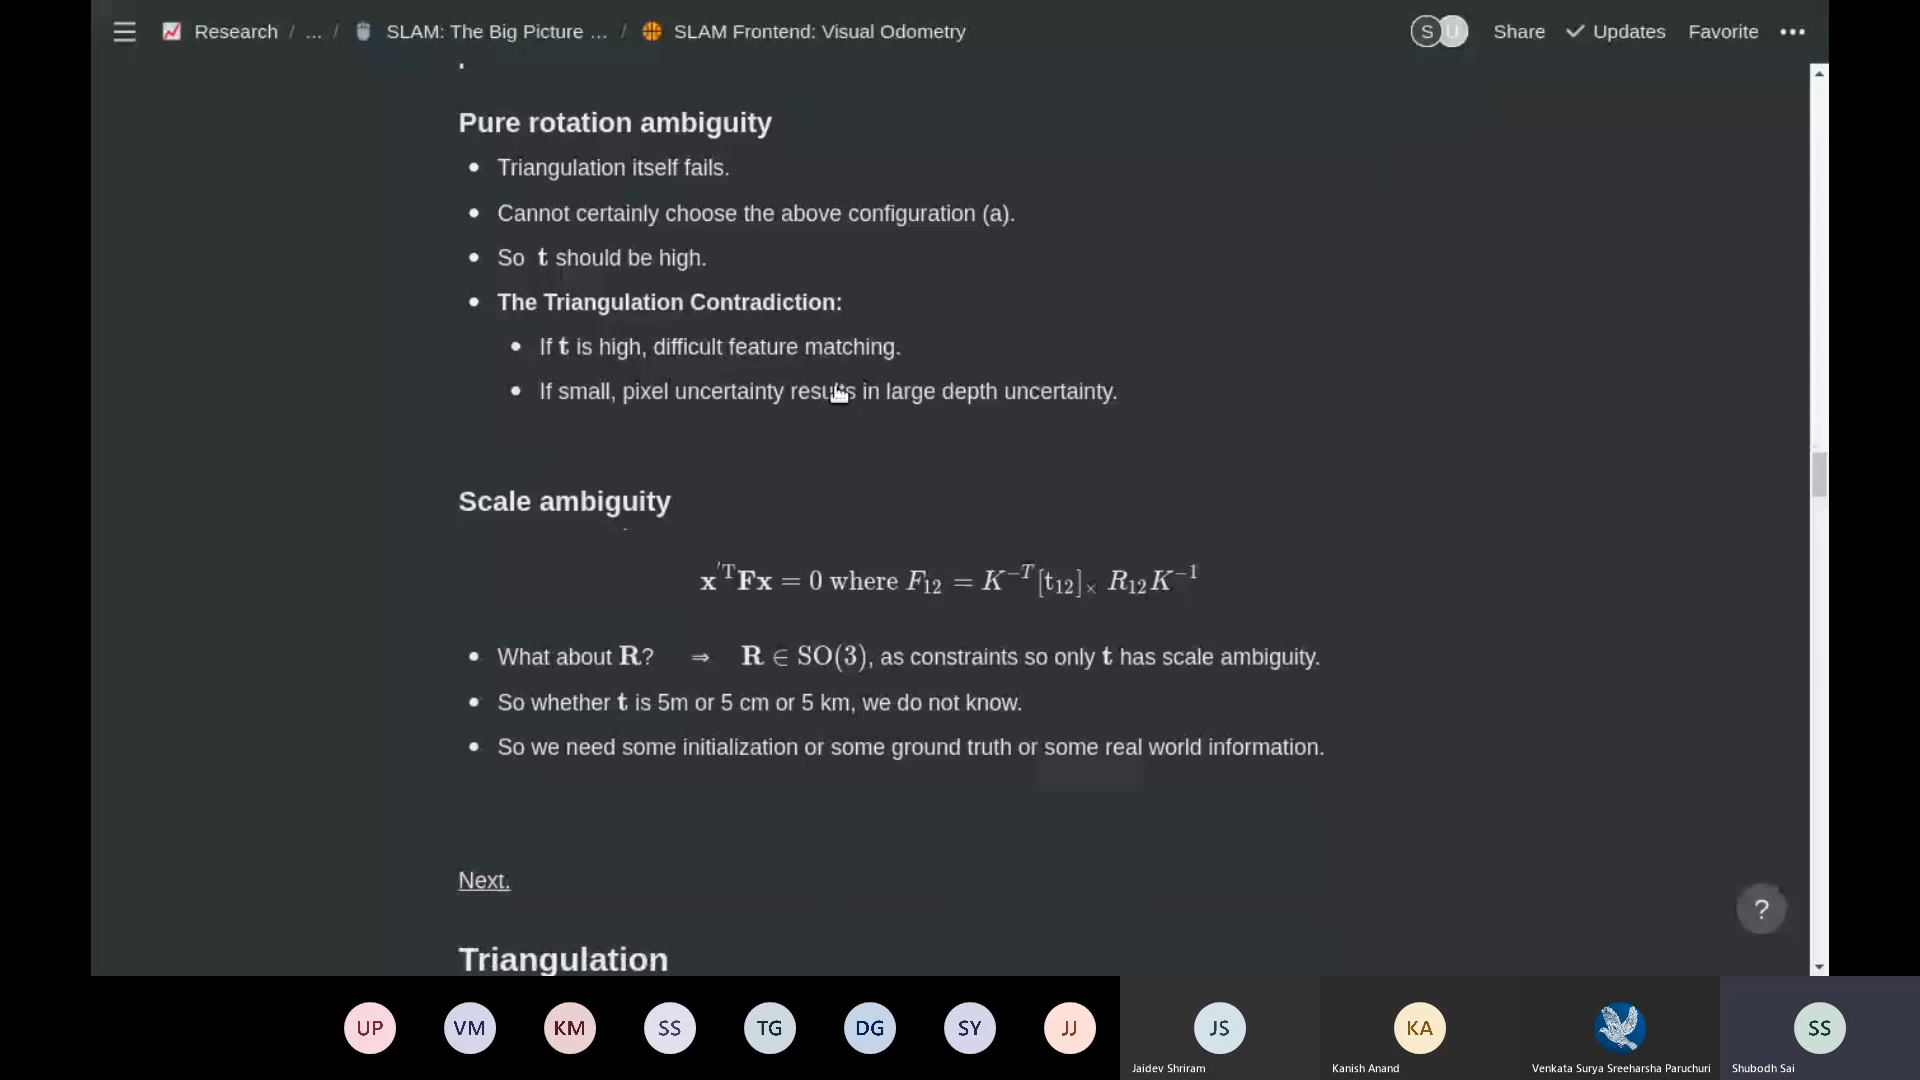 Research / ... / SLAM: The Big Picture ... / SLAM Frontend: Visual Odometry S U Share Updates Favorite •••
Pure rotation ambiguity
• Triangulation itself fails.
• Cannot certainly choose the above configuration (a).
• So t should be high.
• The Triangulation Contradiction:
• If t is high, difficult feature matching.
• If small, pixel uncertainty results in large depth uncertainty.
Scale ambiguity
x'ᵀFx = 0 where F₁₂ = K⁻ᵀ[t₁₂]ₓ R₁₂K⁻¹
• What about R? ⇒ R ∈ SO(3), as constraints so only t has scale ambiguity.
• So whether t is 5m or 5 cm or 5 km, we do not know.
• So we need some initialization or some ground truth or some real world information.
Next.
?
Triangulation
UP VM KM SS TG DG SY JJ JS KA SS
Jaidev Shriram Kanish Anand Venkata Surya Sreeharsha Paruchuri Shubodh Sai